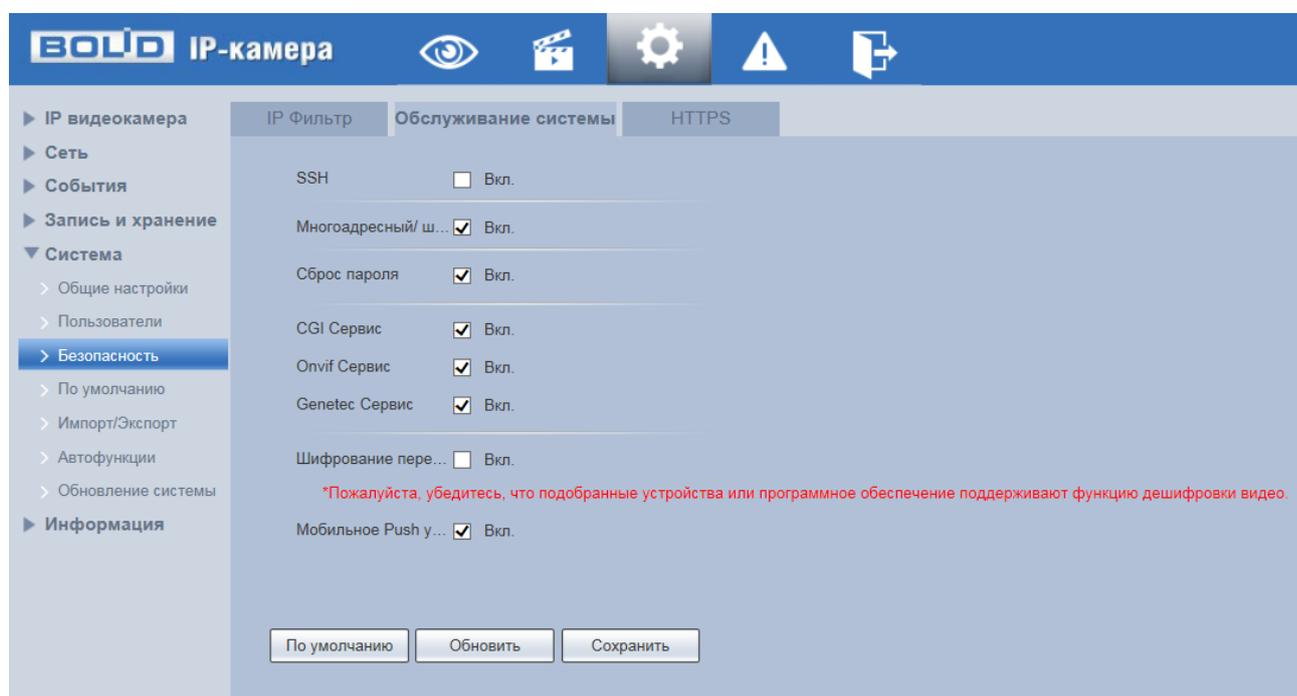 BOLID IP-камера
IP видеокамера
Сеть
События
Запись и хранение
Система
Общие настройки
Пользователи
Безопасность
По умолчанию
Импорт/Экспорт
Автофункции
Обновление системы
Информация
IP Фильтр Обслуживание системы HTTPS
SSH Вкл.
Многоадресный/ ш... Вкл.
Сброс пароля Вкл.
CGI Сервис Вкл.
Onvif Сервис Вкл.
Genetec Сервис Вкл.
Шифрование пере... Вкл.
*Пожалуйста, убедитесь, что подобранные устройства или программное обеспечение поддерживают функцию дешифровки видео.
Мобильное Push у... Вкл.
По умолчанию Обновить Сохранить